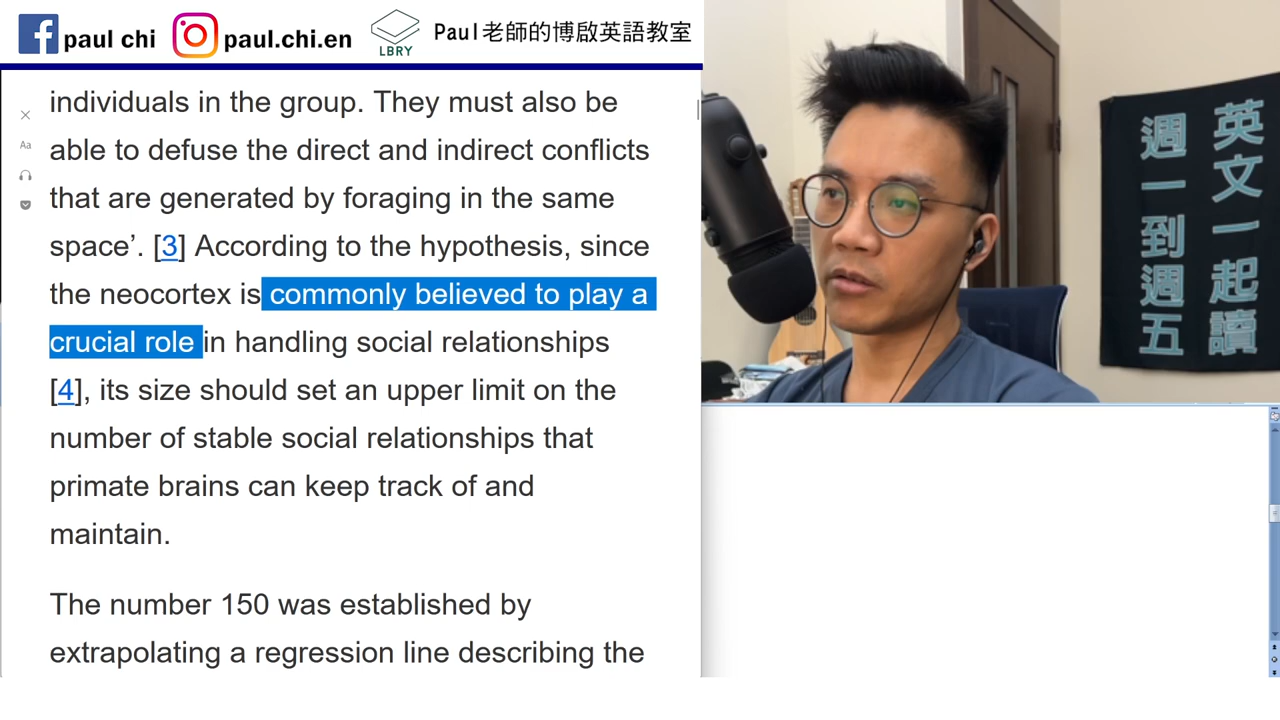 paul chi
paul.chi.en
LBRY
Paul老師的博啟英語教室
individuals in the group. They must also be
able to defuse the direct and indirect conflicts
that are generated by foraging in the same
space’. [3] According to the hypothesis, since
the neocortex is commonly believed to play a
crucial role in handling social relationships
[4], its size should set an upper limit on the
number of stable social relationships that
primate brains can keep track of and
maintain.
The number 150 was established by
extrapolating a regression line describing the
Aa
英文一起讀
週一到週五